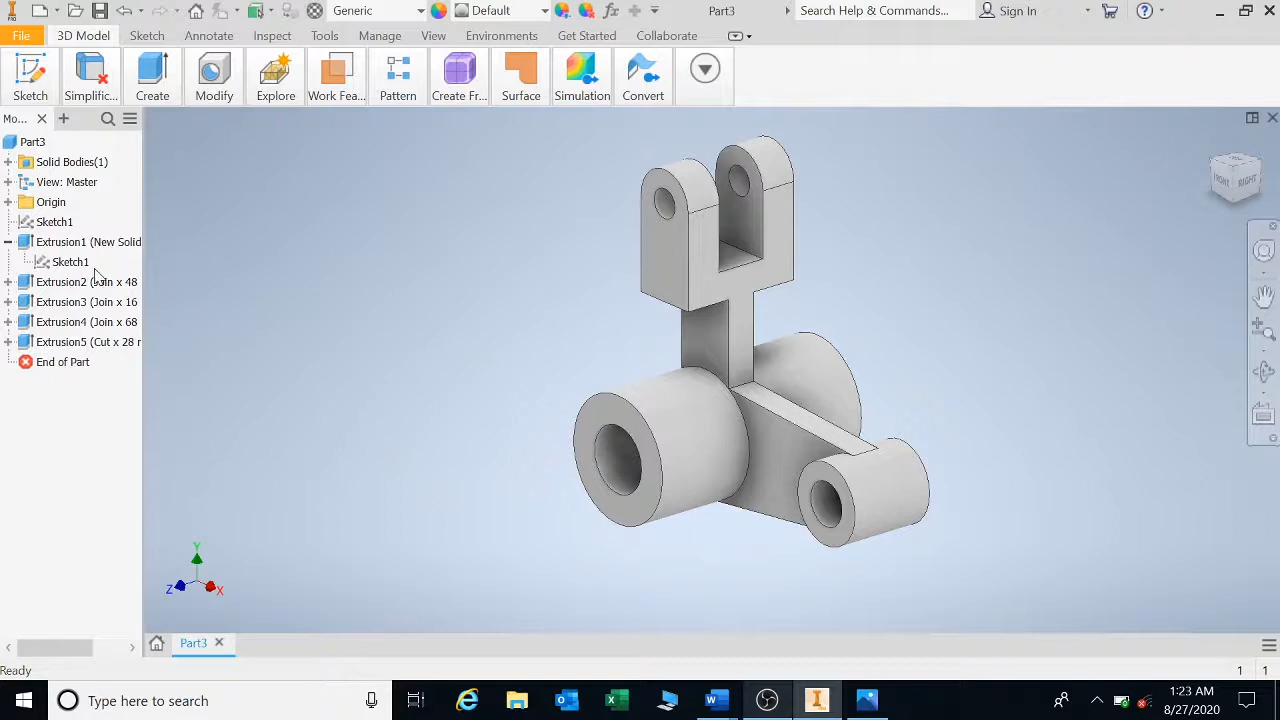 Generic
Default
fx
Part3
Search Help & Commands...
Sign In
File
3D Model
Sketch
Annotate
Inspect
Tools
Manage
View
Environments
Get Started
Collaborate
Sketch
Simplific...
Create
Modify
Explore
Work Fea...
Pattern
Create Fr...
Surface
Simulation
Convert
Mo...
Part3
Solid Bodies(1)
View: Master
Origin
Sketch1
Extrusion1 (New Solid
Sketch1
Extrusion2 (Join x 48
Extrusion3 (Join x 16
Extrusion4 (Join x 68
Extrusion5 (Cut x 28 r
End of Part
FRONT
RIGHT
Y
Z
X
Part3
Ready
1
1
Type here to search
1:23 AM
8/27/2020